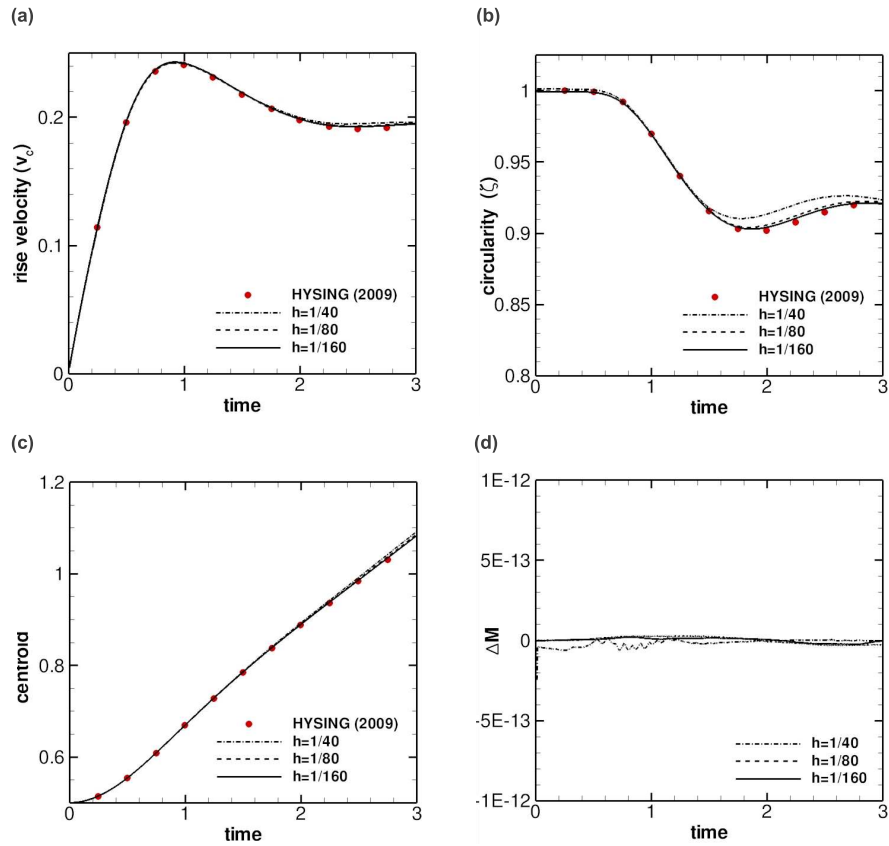 (a)
rise velocity (v_c)
0.2
0.1
0
HYSING (2009)
h=1/40
h=1/80
h=1/160
0
1
2
3
time
(b)
circularity (ζ)
1
0.95
0.9
0.85
0.8
HYSING (2009)
h=1/40
h=1/80
h=1/160
0
1
2
3
time
(c)
centroid
1.2
1
0.8
0.6
HYSING (2009)
h=1/40
h=1/80
h=1/160
0
1
2
3
time
(d)
ΔM
1E-12
5E-13
0
-5E-13
-1E-12
h=1/40
h=1/80
h=1/160
0
1
2
3
time